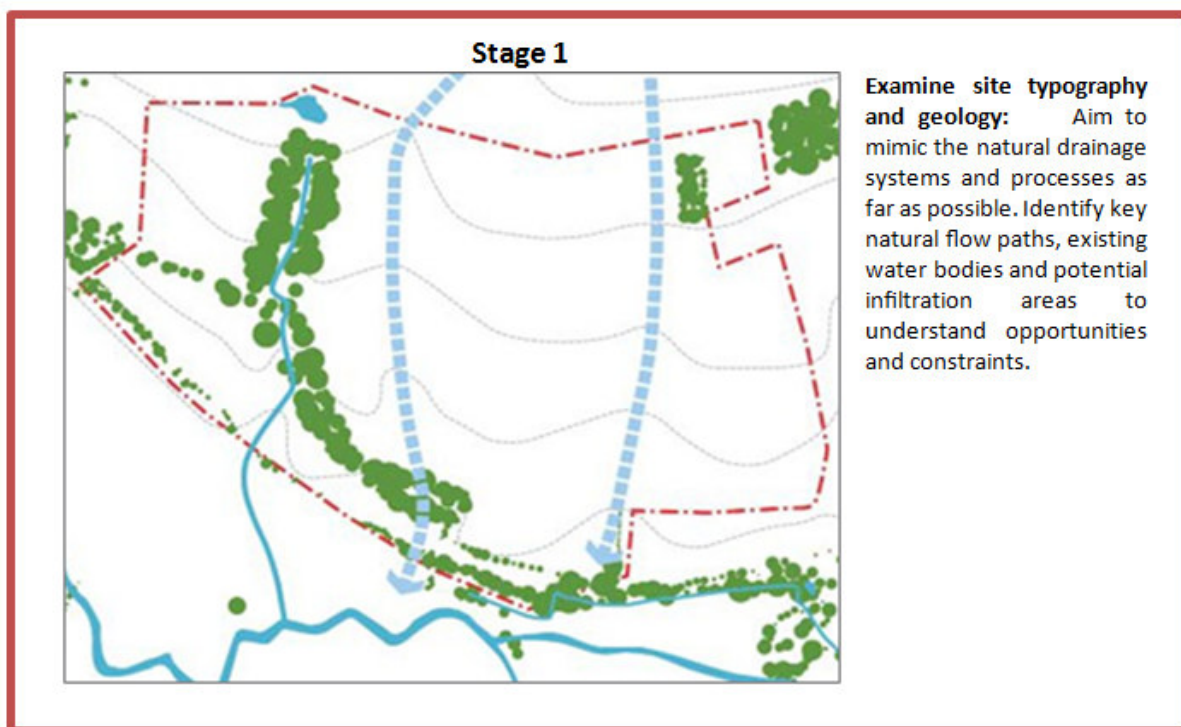 Stage 1
Examine site typography
and geology: Aim to
mimic the natural drainage
systems and processes as
far as possible. Identify key
natural flow paths, existing
water bodies and potential
infiltration areas to
understand opportunities
and constraints.